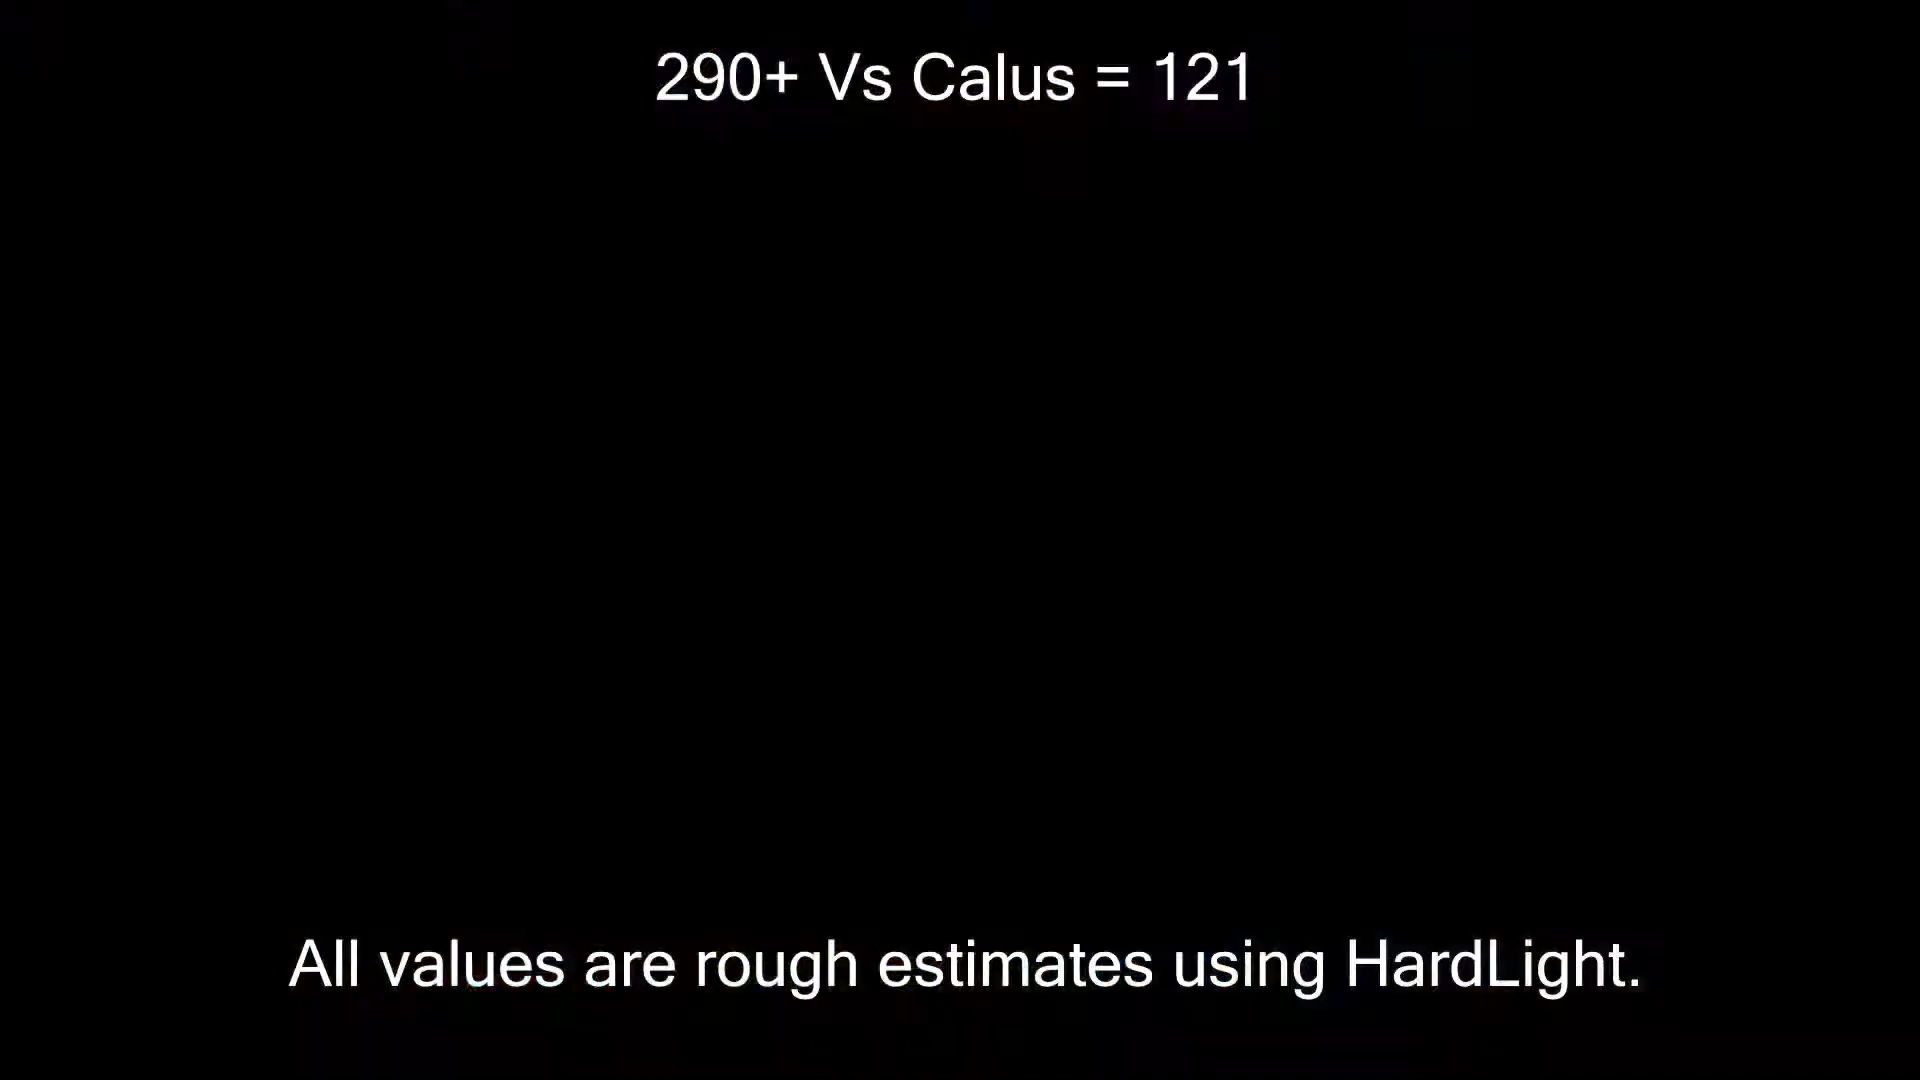 290+ Vs Calus = 121
All values are rough estimates using HardLight.